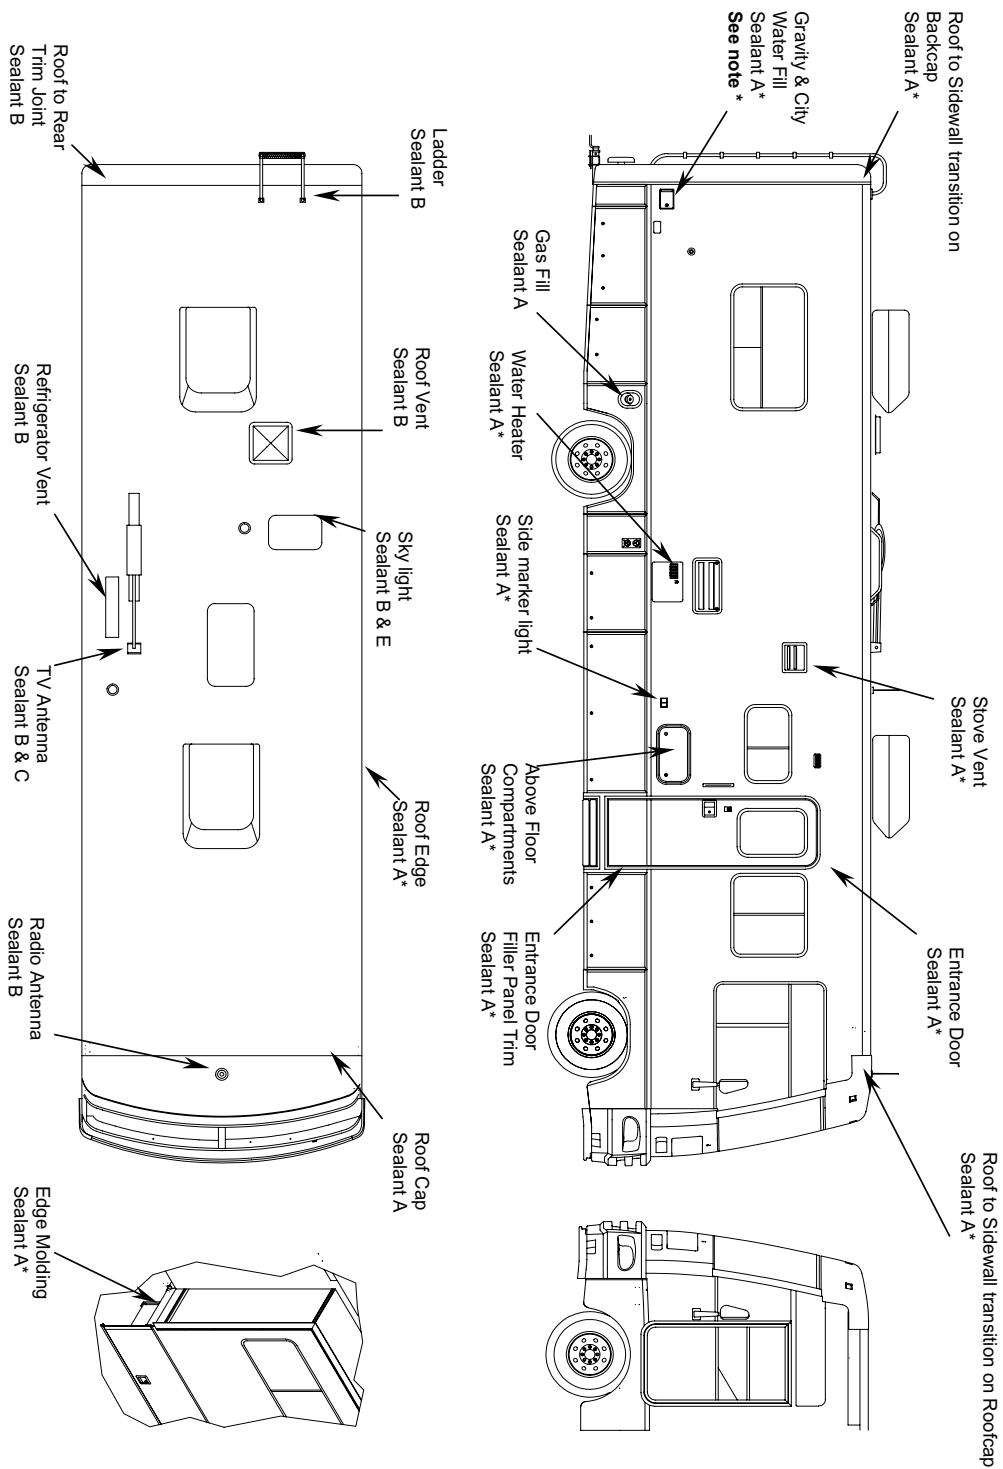 Roof to Sidewall transition on
Backcap
Sealant A*
Gravity & City
Water Fill
Sealant A*
See note *
Gas Fill
Sealant A
Water Heater
Sealant A*
Side marker light
Sealant A*
Above Floor
Compartments
Sealant A*
Entrance Door
Filler Panel Trim
Sealant A*
Stove Vent
Sealant A*
Entrance Door
Sealant A*
Roof to Sidewall transition on Roofcap
Sealant A*
Ladder
Sealant B
Roof Vent
Sealant B
Sky light
Sealant B & E
Roof Edge
Sealant A*
Roof Cap
Sealant A
Roof to Rear
Trim Joint
Sealant B
Refrigerator Vent
Sealant B
TV Antenna
Sealant B & C
Radio Antenna
Sealant B
Edge Molding
Sealant A*